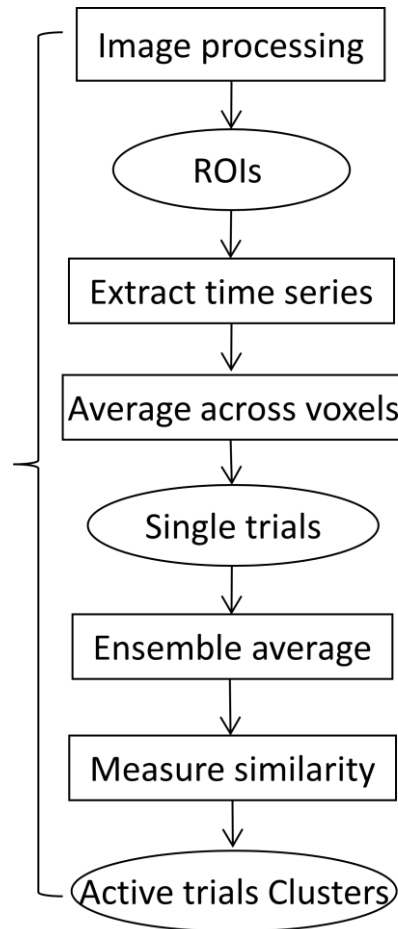 Image processing
ROIs
Extract time series
Average across voxels
Single trials
Ensemble average
Measure similarity
Active trials Clusters